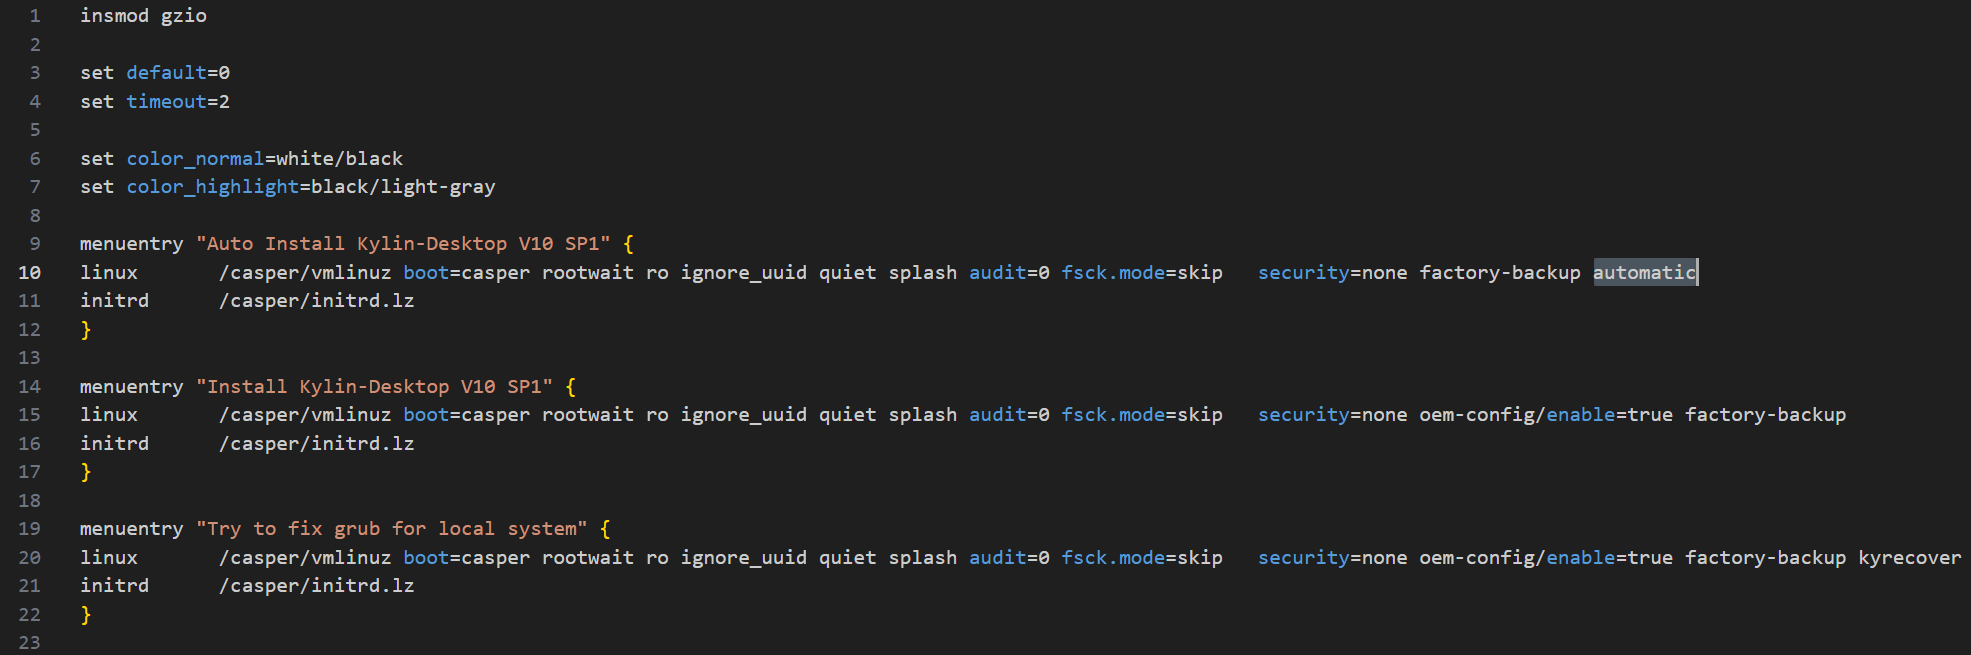 1 insmod gzio
2
3 set default=0
4 set timeout=2
5
6 set color_normal=white/black
7 set color_highlight=black/light-gray
8
9 menuentry "Auto Install Kylin-Desktop V10 SP1" {
10 linux       /casper/vmlinuz boot=casper rootwait ro ignore_uuid quiet splash audit=0 fsck.mode=skip   security=none factory-backup automatic
11 initrd      /casper/initrd.lz
12 }
13
14 menuentry "Install Kylin-Desktop V10 SP1" {
15 linux       /casper/vmlinuz boot=casper rootwait ro ignore_uuid quiet splash audit=0 fsck.mode=skip   security=none oem-config/enable=true factory-backup
16 initrd      /casper/initrd.lz
17 }
18
19 menuentry "Try to fix grub for local system" {
20 linux       /casper/vmlinuz boot=casper rootwait ro ignore_uuid quiet splash audit=0 fsck.mode=skip   security=none oem-config/enable=true factory-backup kyrecover
21 initrd      /casper/initrd.lz
22 }
23